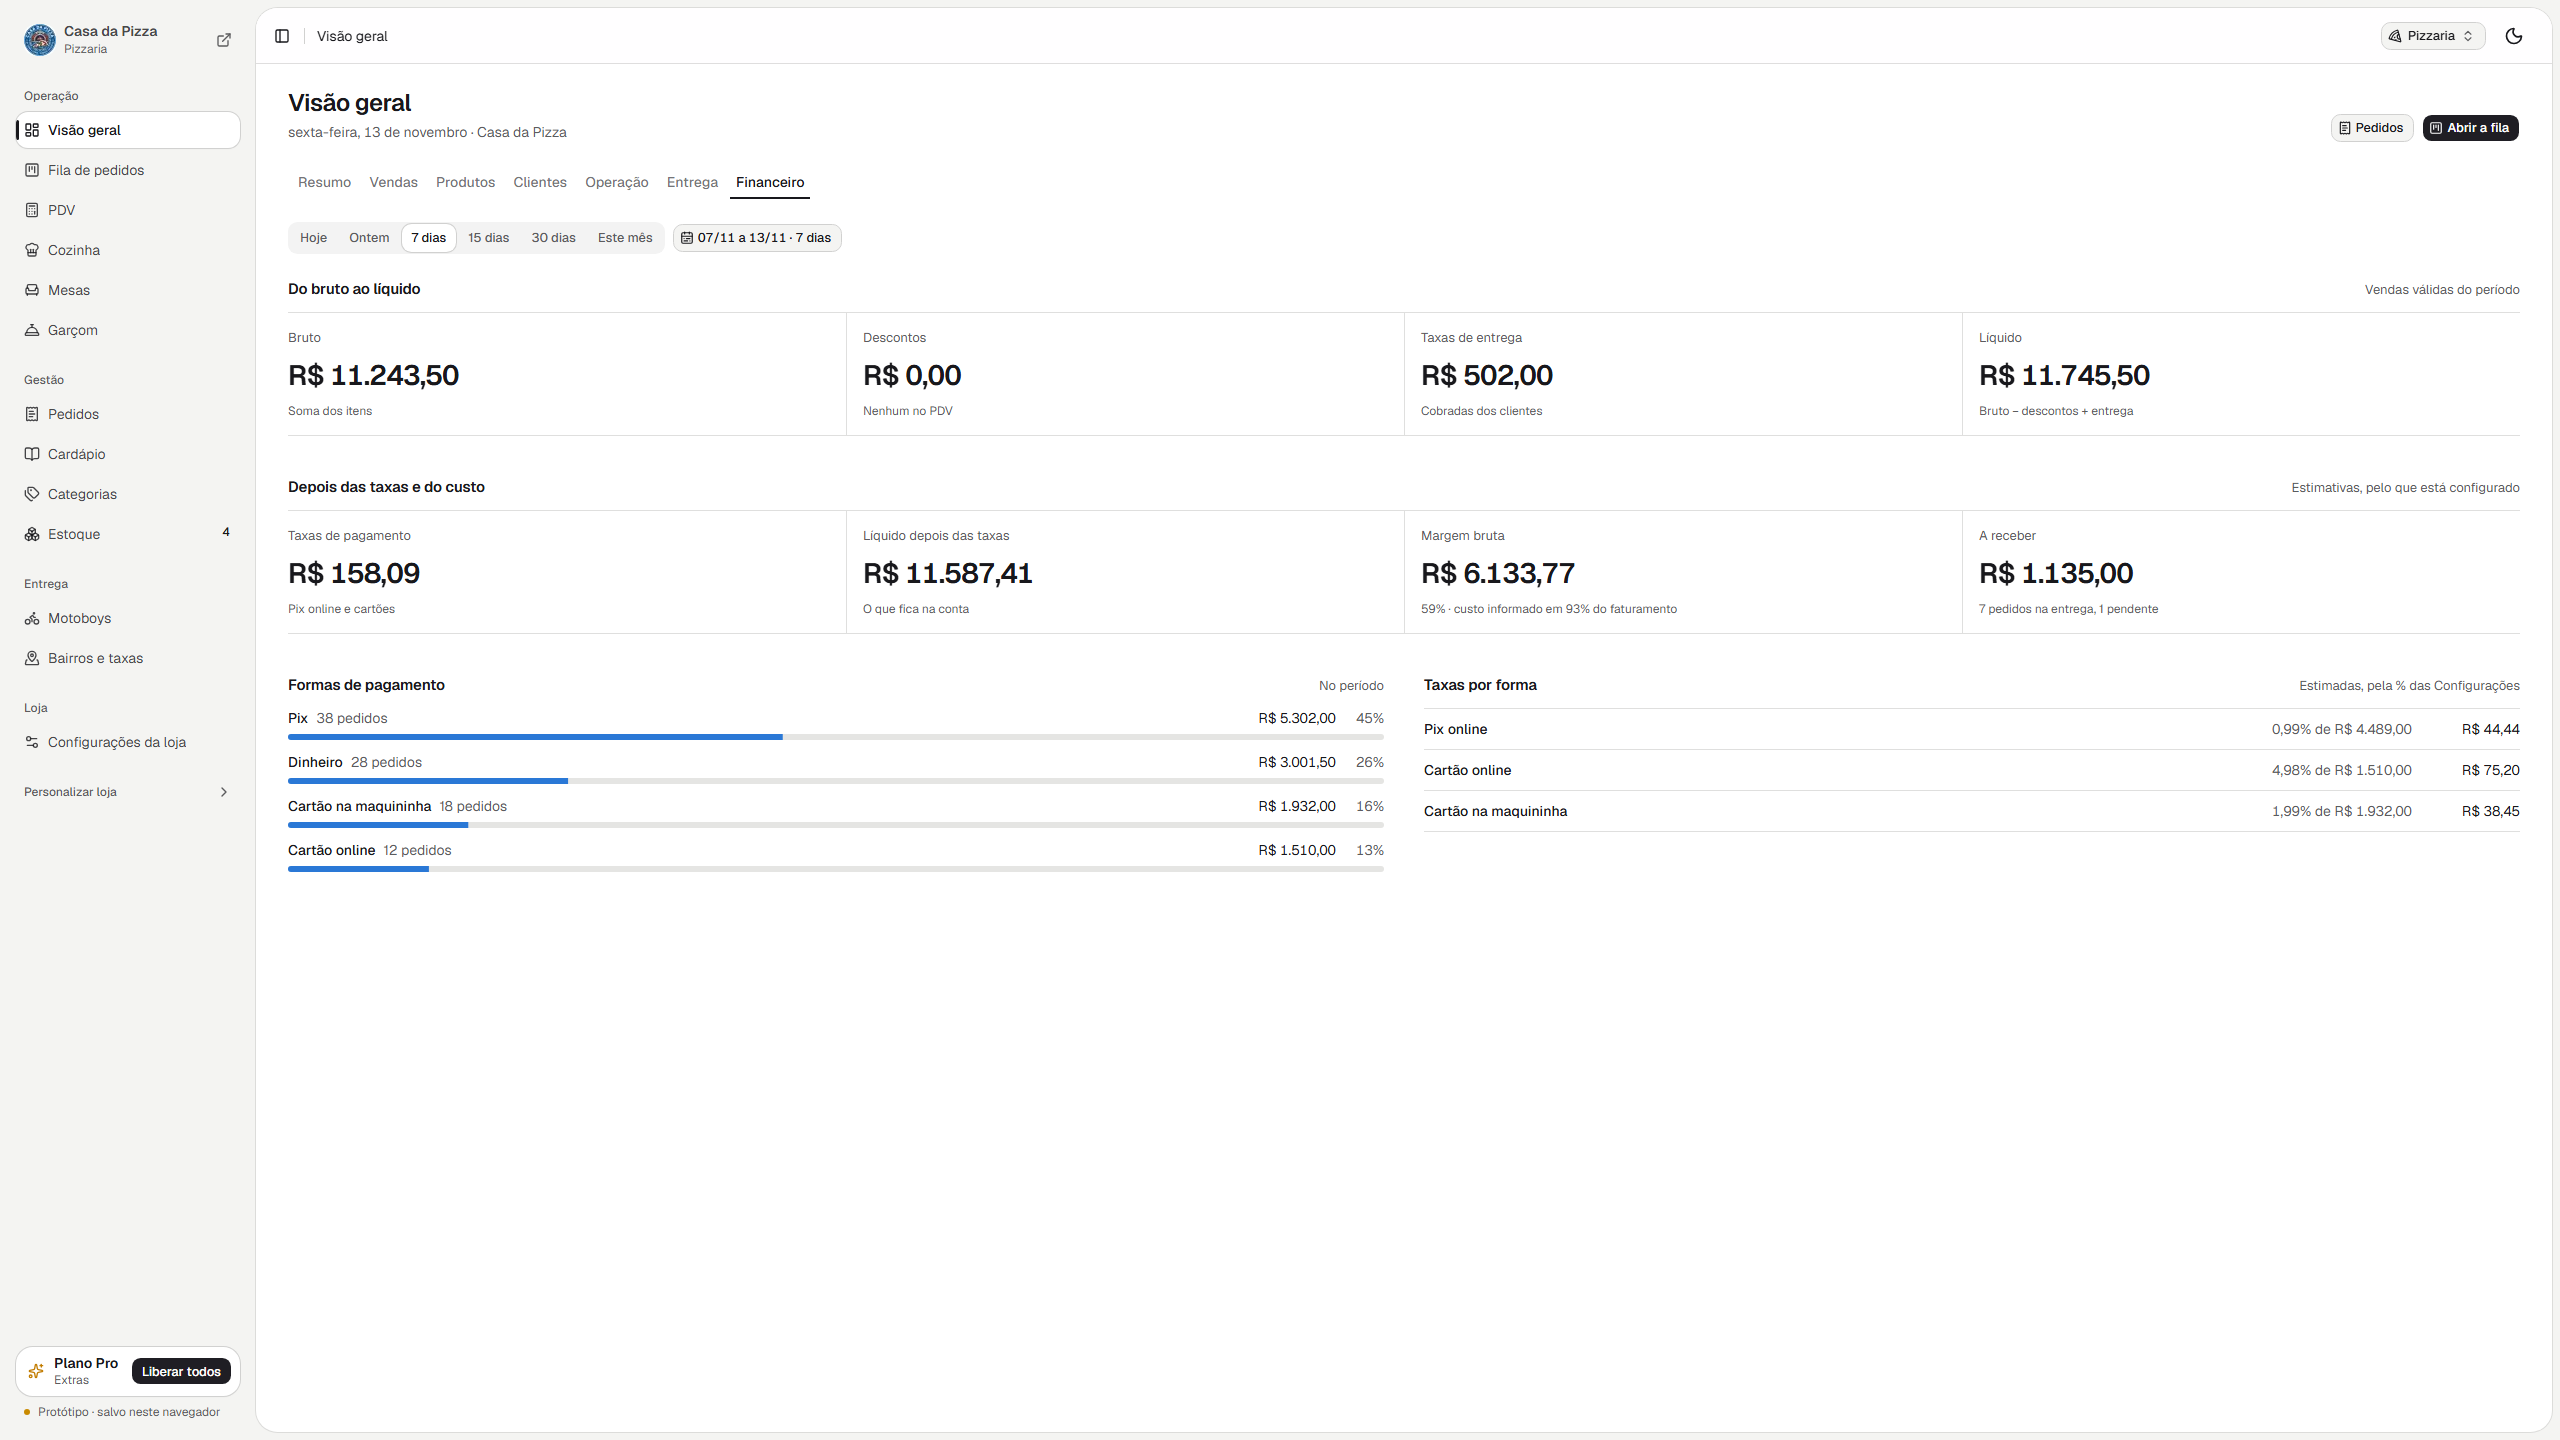 Casa da Pizza
Pizzaria
Operação
Visão geral
Fila de pedidos
PDV
Cozinha
Mesas
Garçom
Gestão
Pedidos
Cardápio
Categorias
Estoque 4
Entrega
Motoboys
Bairros e taxas
Loja
Configurações da loja
Personalizar loja
Plano Pro
Extras
Liberar todos
Protótipo · salvo neste navegador
Visão geral
Pizzaria
Visão geral
sexta-feira, 13 de novembro · Casa da Pizza
Pedidos
Abrir a fila
Resumo Vendas Produtos Clientes Operação Entrega Financeiro
Hoje Ontem 7 dias 15 dias 30 dias Este mês 07/11 a 13/11 · 7 dias
Do bruto ao líquido Vendas válidas do período
Bruto Descontos Taxas de entrega Líquido
R$ 11.243,50 R$ 0,00 R$ 502,00 R$ 11.745,50
Soma dos itens Nenhum no PDV Cobradas dos clientes Bruto − descontos + entrega
Depois das taxas e do custo Estimativas, pelo que está configurado
Taxas de pagamento Líquido depois das taxas Margem bruta A receber
R$ 158,09 R$ 11.587,41 R$ 6.133,77 R$ 1.135,00
Pix online e cartões O que fica na conta 59% · custo informado em 93% do faturamento 7 pedidos na entrega, 1 pendente
Formas de pagamento No período
Pix 38 pedidos R$ 5.302,00 45%
Dinheiro 28 pedidos R$ 3.001,50 26%
Cartão na maquininha 18 pedidos R$ 1.932,00 16%
Cartão online 12 pedidos R$ 1.510,00 13%
Taxas por forma Estimadas, pela % das Configurações
Pix online 0,99% de R$ 4.489,00 R$ 44,44
Cartão online 4,98% de R$ 1.510,00 R$ 75,20
Cartão na maquininha 1,99% de R$ 1.932,00 R$ 38,45